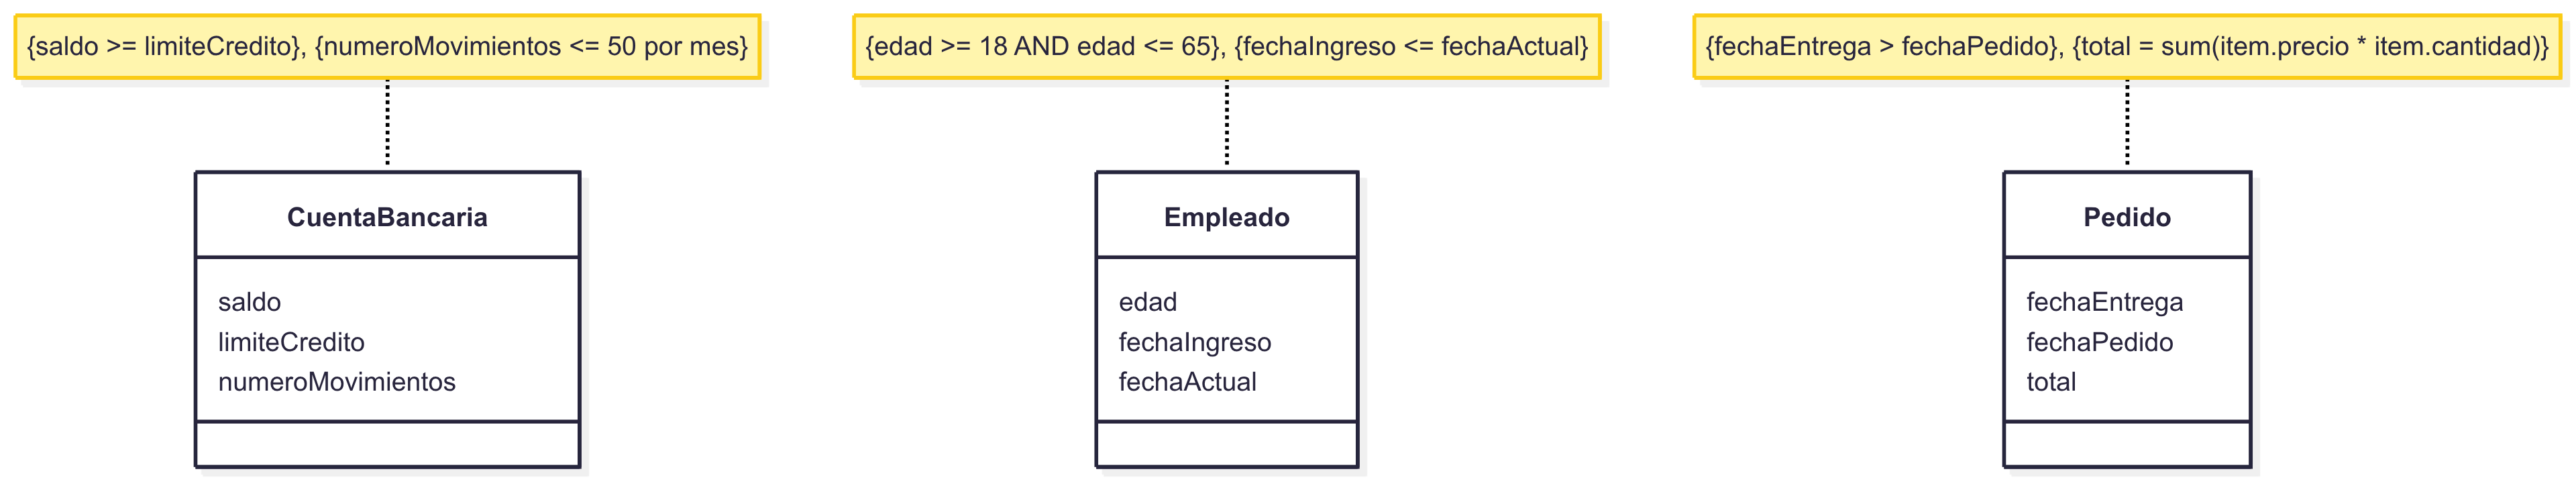 {saldo >= limiteCredito}, {numeroMovimientos <= 50 por mes}
{edad >= 18 AND edad <= 65}, {fechaIngreso <= fechaActual}
{fechaEntrega > fechaPedido}, {total = sum(item.precio * item.cantidad)}
CuentaBancaria
saldo
limiteCredito
numeroMovimientos
Empleado
edad
fechaIngreso
fechaActual
Pedido
fechaEntrega
fechaPedido
total